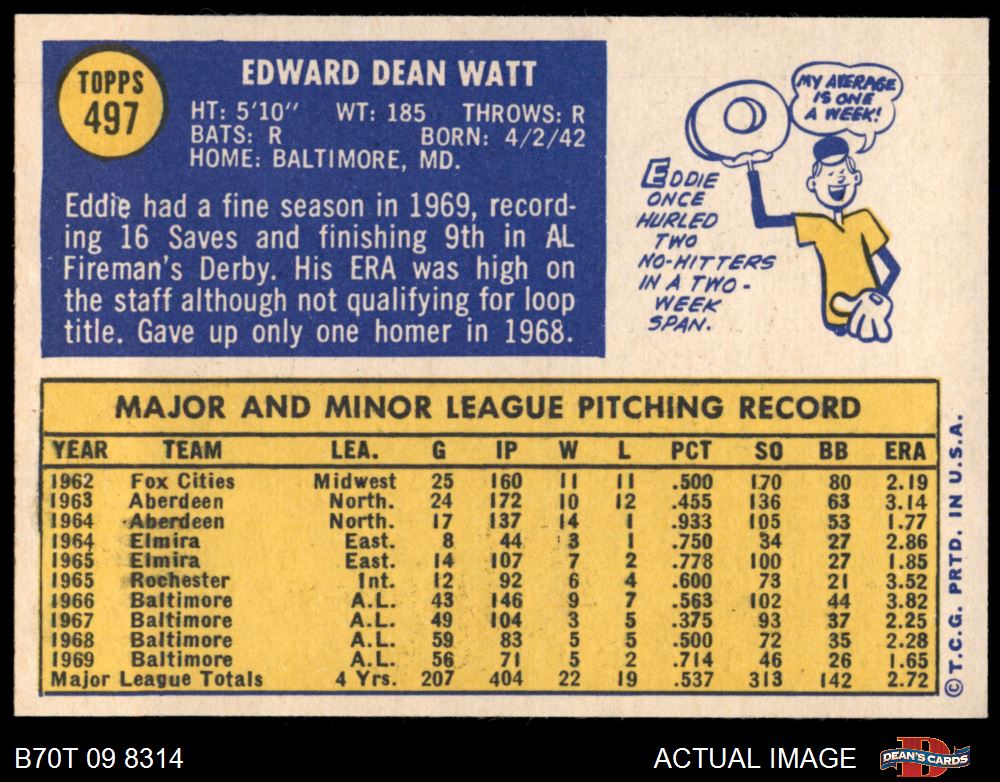 TOPPS
497
EDWARD DEAN WATT
HT: 5'10" WT: 185 THROWS: R
BATS: R BORN: 4/2/42
HOME: BALTIMORE, MD.
Eddie had a fine season in 1969, record-
ing 16 Saves and finishing 9th in AL
Fireman's Derby. His ERA was high on
the staff although not qualifying for loop
title. Gave up only one homer in 1968.
MY AVERAGE
IS ONE
A WEEK!
EDDIE
ONCE
HURLED
TWO
NO-HITTERS
IN A TWO-
WEEK
SPAN.
MAJOR AND MINOR LEAGUE PITCHING RECORD
YEAR TEAM LEA. G IP W L PCT SO BB ERA
1962 Fox Cities Midwest 25 160 11 11 .500 170 80 2.19
1963 Aberdeen North. 24 172 10 12 .455 136 63 3.14
1964 Aberdeen North. 17 137 14 1 .933 105 53 1.77
1964 Elmira East. 8 44 3 1 .750 34 27 2.86
1965 Elmira East. 14 107 7 2 .778 100 27 1.85
1965 Rochester Int. 12 92 6 4 .600 73 21 3.52
1966 Baltimore A.L. 43 146 9 7 .563 102 44 3.82
1967 Baltimore A.L. 49 104 3 5 .375 93 37 2.25
1968 Baltimore A.L. 59 83 5 5 .500 72 35 2.28
1969 Baltimore A.L. 56 71 5 2 .714 46 26 1.65
Major League Totals 4 Yrs. 207 404 22 19 .537 313 142 2.72
© T.C.G. PRTD. IN U.S.A.
B70T 09 8314
ACTUAL IMAGE
DEAN'S CARDS